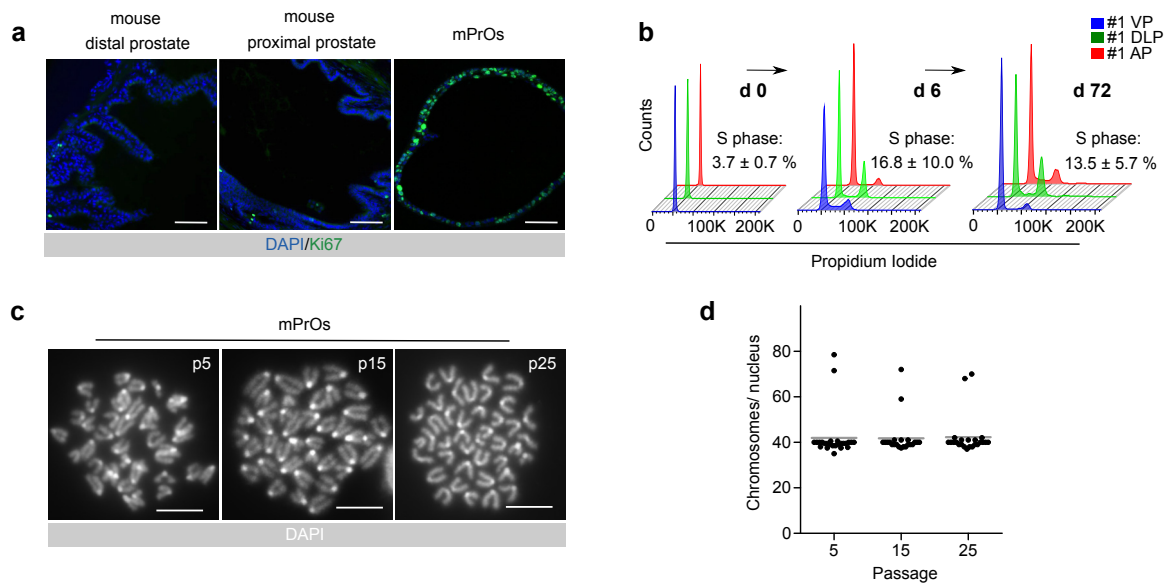 a
mouse
distal prostate
mouse
proximal prostate
mPrOs
DAPI/Ki67
b
#1 VP
#1 DLP
#1 AP
d 0
d 6
d 72
Counts
S phase:
3.7 ± 0.7 %
S phase:
16.8 ± 10.0 %
S phase:
13.5 ± 5.7 %
0 100K 200K
0 100K 200K
0 100K 200K
Propidium Iodide
c
mPrOs
p5
p15
p25
DAPI
d
Chromosomes/ nucleus
80
60
40
20
0
5 15 25
Passage